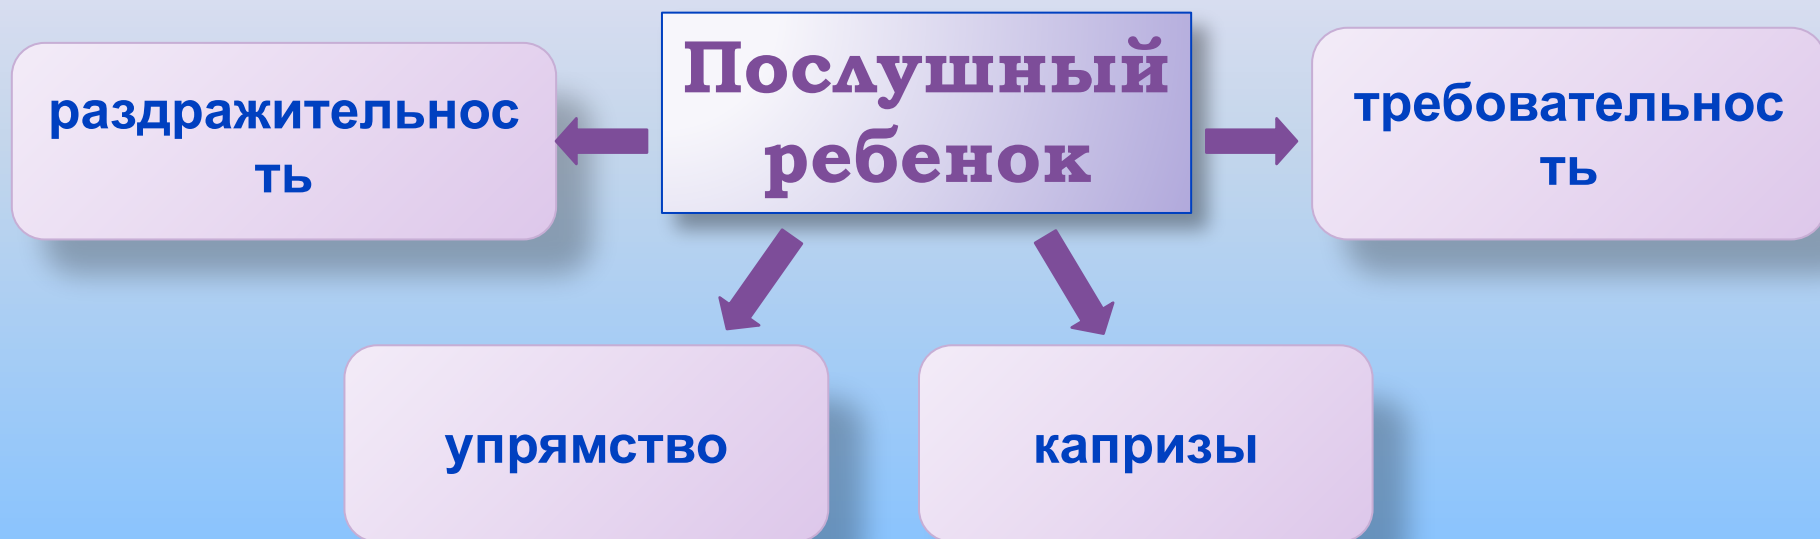 Послушный
ребенок
раздражительнос
ть
требовательнос
ть
упрямство
капризы